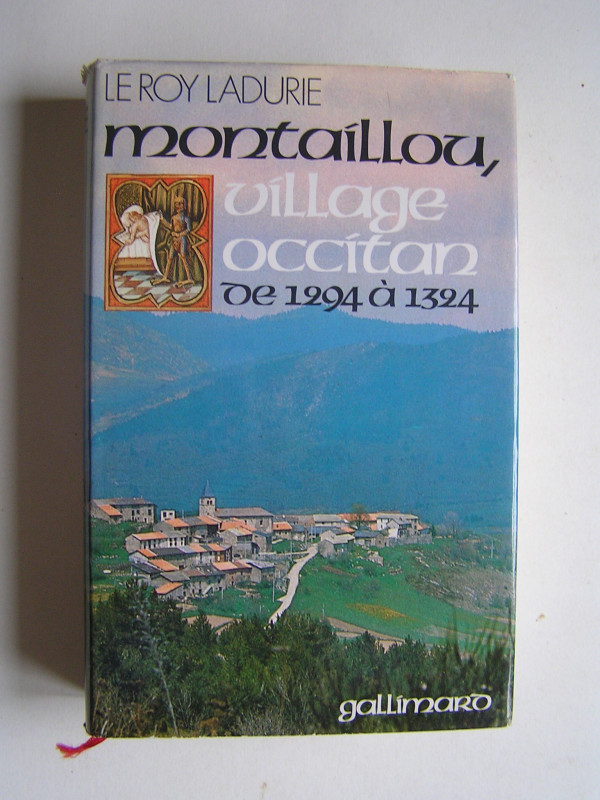 LE ROY LADURIE
montaillou,
village
occitan
de 1294 à 1324
gallimard